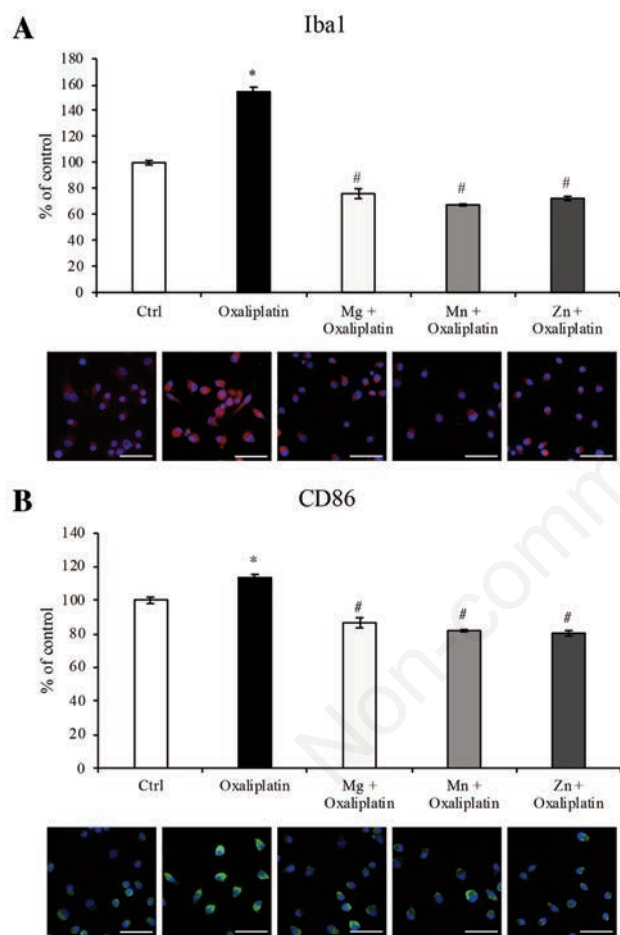 A
Iba1
180
160
140
120
100
80
60
40
20
0
% of control
*
#
#
#
Ctrl
Oxaliplatin
Mg +
Oxaliplatin
Mn +
Oxaliplatin
Zn +
Oxaliplatin
B
CD86
140
120
100
80
60
40
20
0
% of control
*
#
#
#
Ctrl
Oxaliplatin
Mg +
Oxaliplatin
Mn +
Oxaliplatin
Zn +
Oxaliplatin
Non-comm